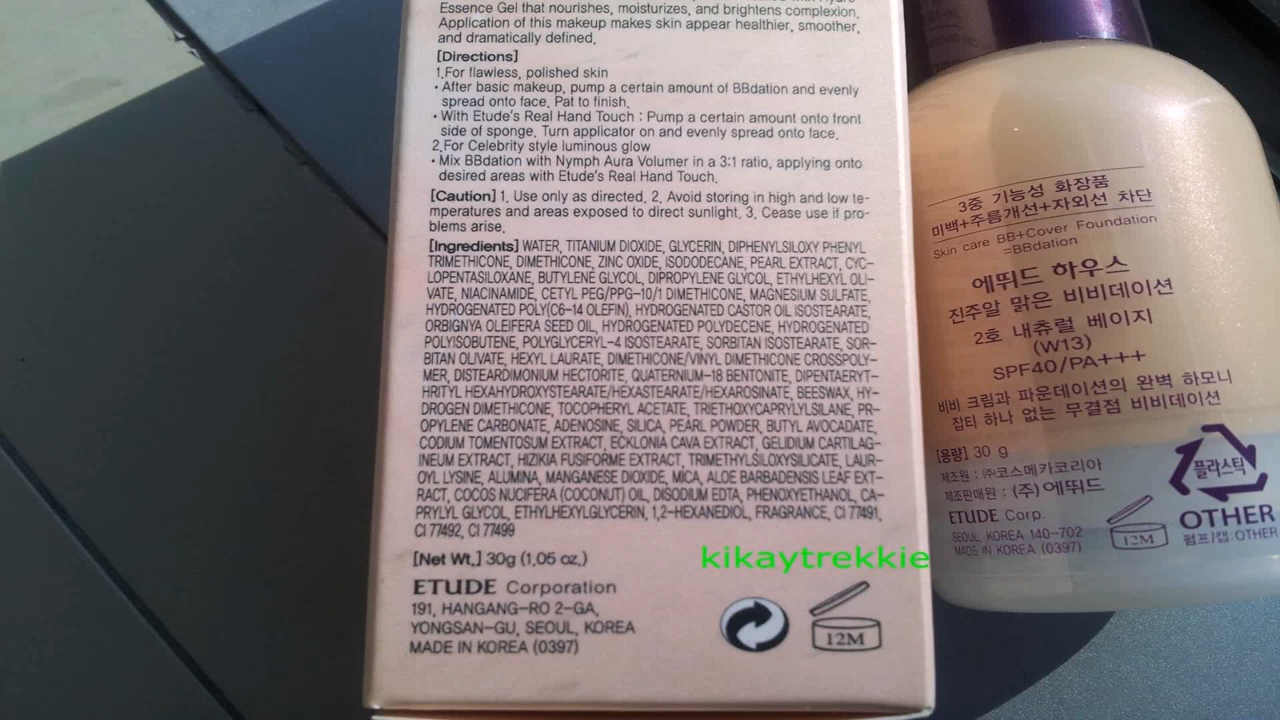 Essence Gel that nourishes, moisturizes, and brightens complexion.
Application of this makeup makes skin appear healthier, smoother,
and dramatically defined.
[Directions]
1.For flawless, polished skin
• After basic makeup, pump a certain amount of BBdation and evenly
spread onto face. Pat to finish.
• With Etude's Real Hand Touch : Pump a certain amount onto front
side of sponge. Turn applicator on and evenly spread onto face.
2.For Celebrity style luminous glow
• Mix BBdation with Nymph Aura Volumer in a 3:1 ratio, applying onto
desired areas with Etude's Real Hand Touch.
[Caution] 1. Use only as directed. 2. Avoid storing in high and low te-
mperatures and areas exposed to direct sunlight. 3. Cease use if pro-
blems arise.
[Ingredients] WATER, TITANIUM DIOXIDE, GLYCERIN, DIPHENYLSILOXY PHENYL
TRIMETHICONE, DIMETHICONE, ZINC OXIDE, ISODODECANE, PEARL EXTRACT, CYC-
LOPENTASILOXANE, BUTYLENE GLYCOL, DIPROPYLENE GLYCOL, ETHYLHEXYL OLI-
VATE, NIACINAMIDE, CETYL PEG/PPG-10/1 DIMETHICONE, MAGNESIUM SULFATE,
HYDROGENATED POLY(C6-14 OLEFIN), HYDROGENATED CASTOR OIL ISOSTEARATE,
ORBIGNYA OLEIFERA SEED OIL, HYDROGENATED POLYDECENE, HYDROGENATED
POLYISOBUTENE, POLYGLYCERYL-4 ISOSTEARATE, SORBITAN ISOSTEARATE, SOR-
BITAN OLIVATE, HEXYL LAURATE, DIMETHICONE/VINYL DIMETHICONE CROSSPOLY-
MER, DISTEARDIMONIUM HECTORITE, QUATERNIUM-18 BENTONITE, DIPENTAERYT-
HRITYL HEXAHYDROXYSTEARATE/HEXASTEARATE/HEXAROSINATE, BEESWAX, HY-
DROGEN DIMETHICONE, TOCOPHERYL ACETATE, TRIETHOXYCAPRYLYLSILANE, PR-
OPYLENE CARBONATE, ADENOSINE, SILICA, PEARL POWDER, BUTYL AVOCADATE,
CODIUM TOMENTOSUM EXTRACT, ECKLONIA CAVA EXTRACT, GELIDIUM CARTILAG-
INEUM EXTRACT, HIZIKIA FUSIFORME EXTRACT, TRIMETHYLSILOXYSILICATE, LAUR-
OYL LYSINE, ALUMINA, MANGANESE DIOXIDE, MICA, ALOE BARBADENSIS LEAF EXT-
RACT, COCOS NUCIFERA (COCONUT) OIL, DISODIUM EDTA, PHENOXYETHANOL, CA-
PRYLYL GLYCOL, ETHYLHEXYLGLYCERIN, 1,2-HEXANEDIOL, FRAGRANCE, CI 77491,
CI 77492, CI 77499
[Net Wt.] 30g (1.05 oz.)
ETUDE Corporation
191, HANGANG-RO 2-GA,
YONGSAN-GU, SEOUL, KOREA
MADE IN KOREA (0397)
12M
kikaytrekkie
3중 기능성 화장품
미백+주름개선+자외선 차단
Skin care BB+Cover Foundation
=BBdation
에뛰드 하우스
진주알 맑은 비비데이션
2호 내츄럴 베이지
(W13)
SPF40/PA+++
비비 크림과 파운데이션의 완벽 하모니
잡티 하나 없는 무결점 비비데이션
[용량] 30 g
제조원 : ㈜코스메카코리아
제조판매원 : (주)에뛰드
ETUDE Corp.
SEOUL, KOREA 140-702
MADE IN KOREA (0397)
12M
플라스틱
OTHER
펌프/캡:OTHER